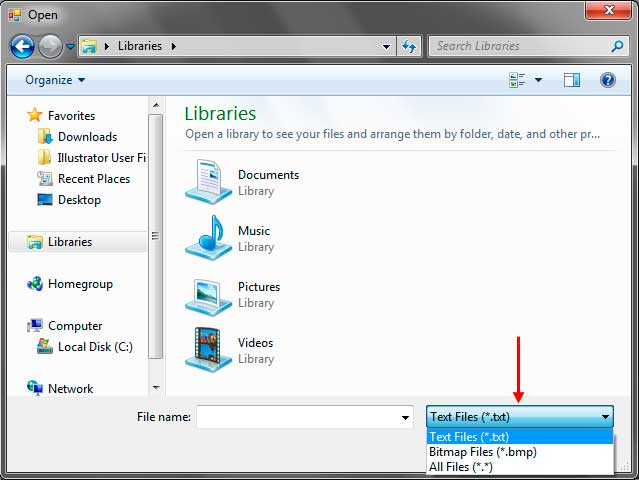 Open
Libraries
Search Libraries
Organize
Favorites
Downloads
Illustrator User Fi
Recent Places
Desktop
Libraries
Homegroup
Computer
Local Disk (C:)
Network
Libraries
Open a library to see your files and arrange them by folder, date, and other pr...
Documents
Library
Music
Library
Pictures
Library
Videos
Library
File name:
Text Files (*.txt)
Text Files (*.txt)
Bitmap Files (*.bmp)
All Files (*.*)